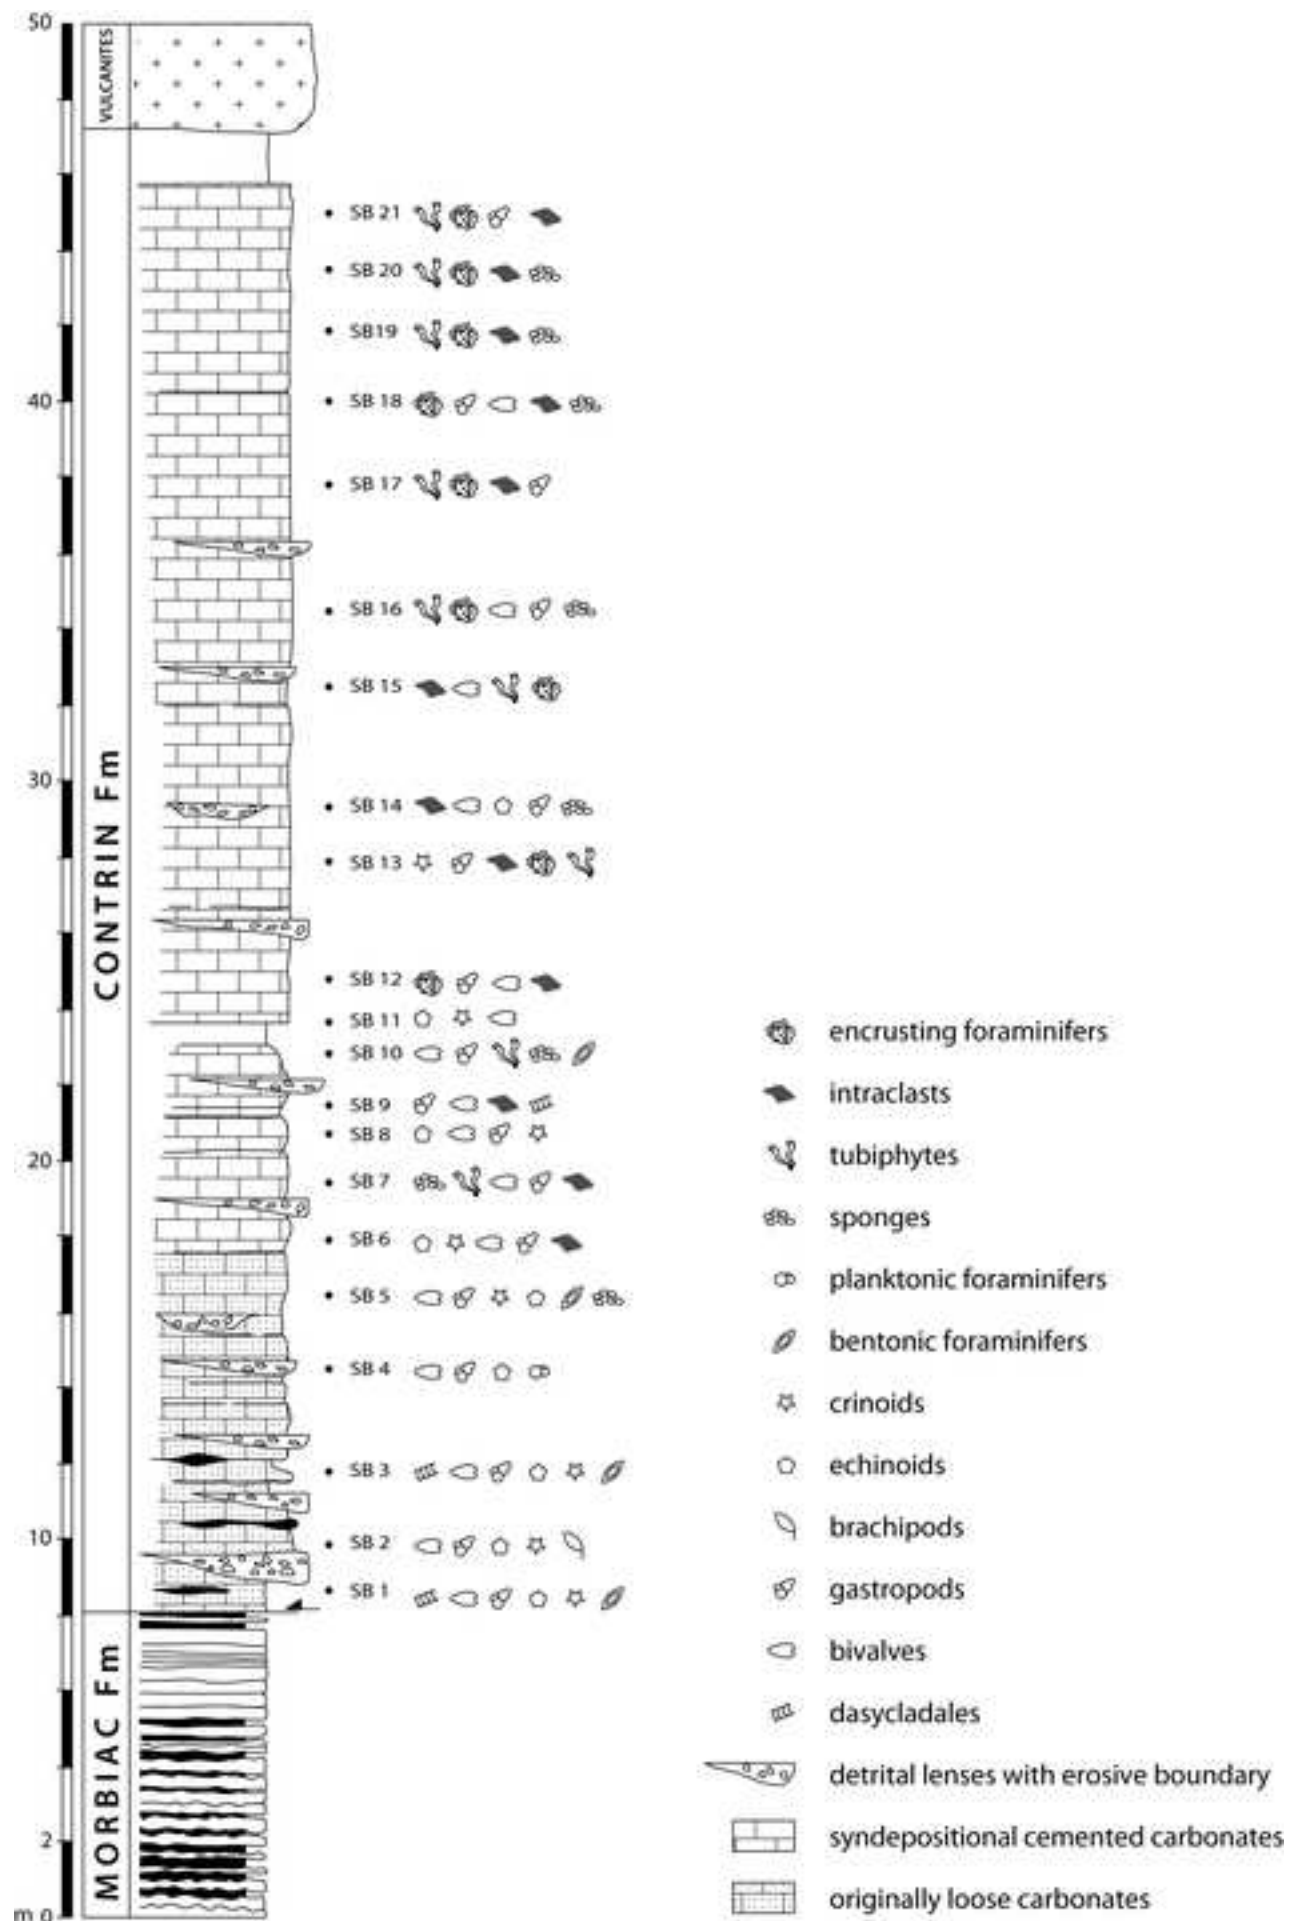 50
VULCANITES
SB 21
SB 20
SB19
40
SB 18
SB 17
SB 16
SB 15
30
SB 14
SB 13
CONTRIN Fm
SB 12
SB 11
SB 10
SB 9
SB 8
20
SB 7
SB 6
SB 5
SB 4
SB 3
10
SB 2
SB 1
MORBIAC Fm
2
m 0
encrusting foraminifers
intraclasts
tubiphytes
sponges
planktonic foraminifers
bentonic foraminifers
crinoids
echinoids
brachipods
gastropods
bivalves
dasycladales
detrital lenses with erosive boundary
syndepositional cemented carbonates
originally loose carbonates